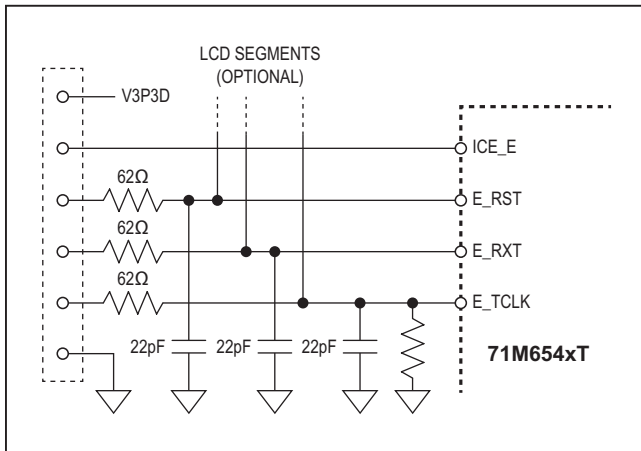 LCD SEGMENTS
(OPTIONAL)
V3P3D
ICE_E
62Ω
E_RST
62Ω
E_RXT
62Ω
E_TCLK
22pF
22pF
22pF
71M654xT